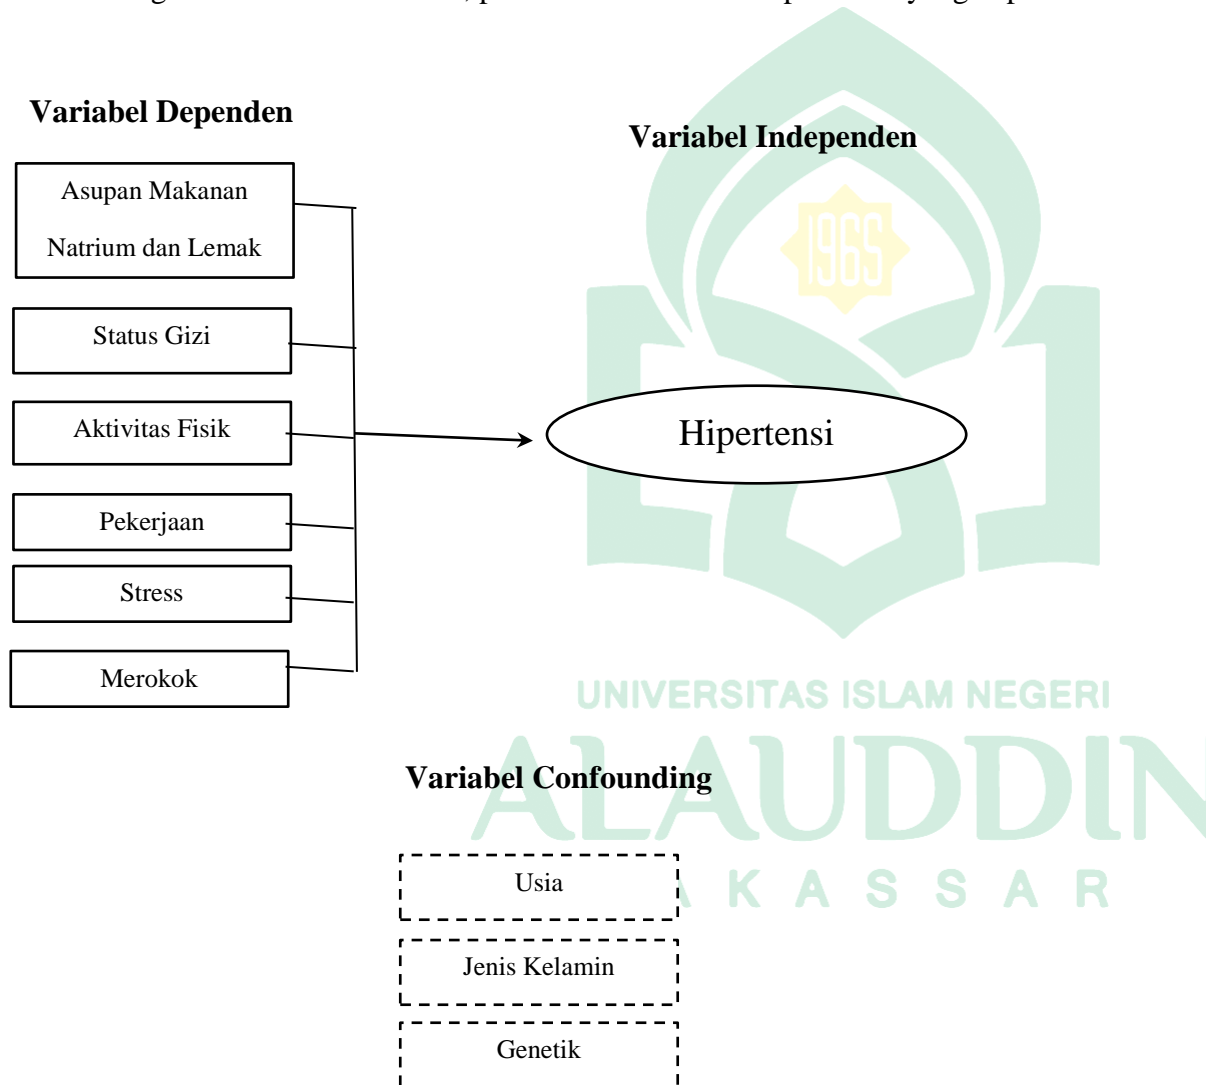 Variabel Dependen
Variabel Independen
Asupan Makanan
Natrium dan Lemak
1965
Status Gizi
Aktivitas Fisik
Hipertensi
Pekerjaan
Stress
Merokok
UNIVERSITAS ISLAM NEGERI
ALAUDDIN
Variabel Confounding
Usia
K A S S A R
Jenis Kelamin
Genetik